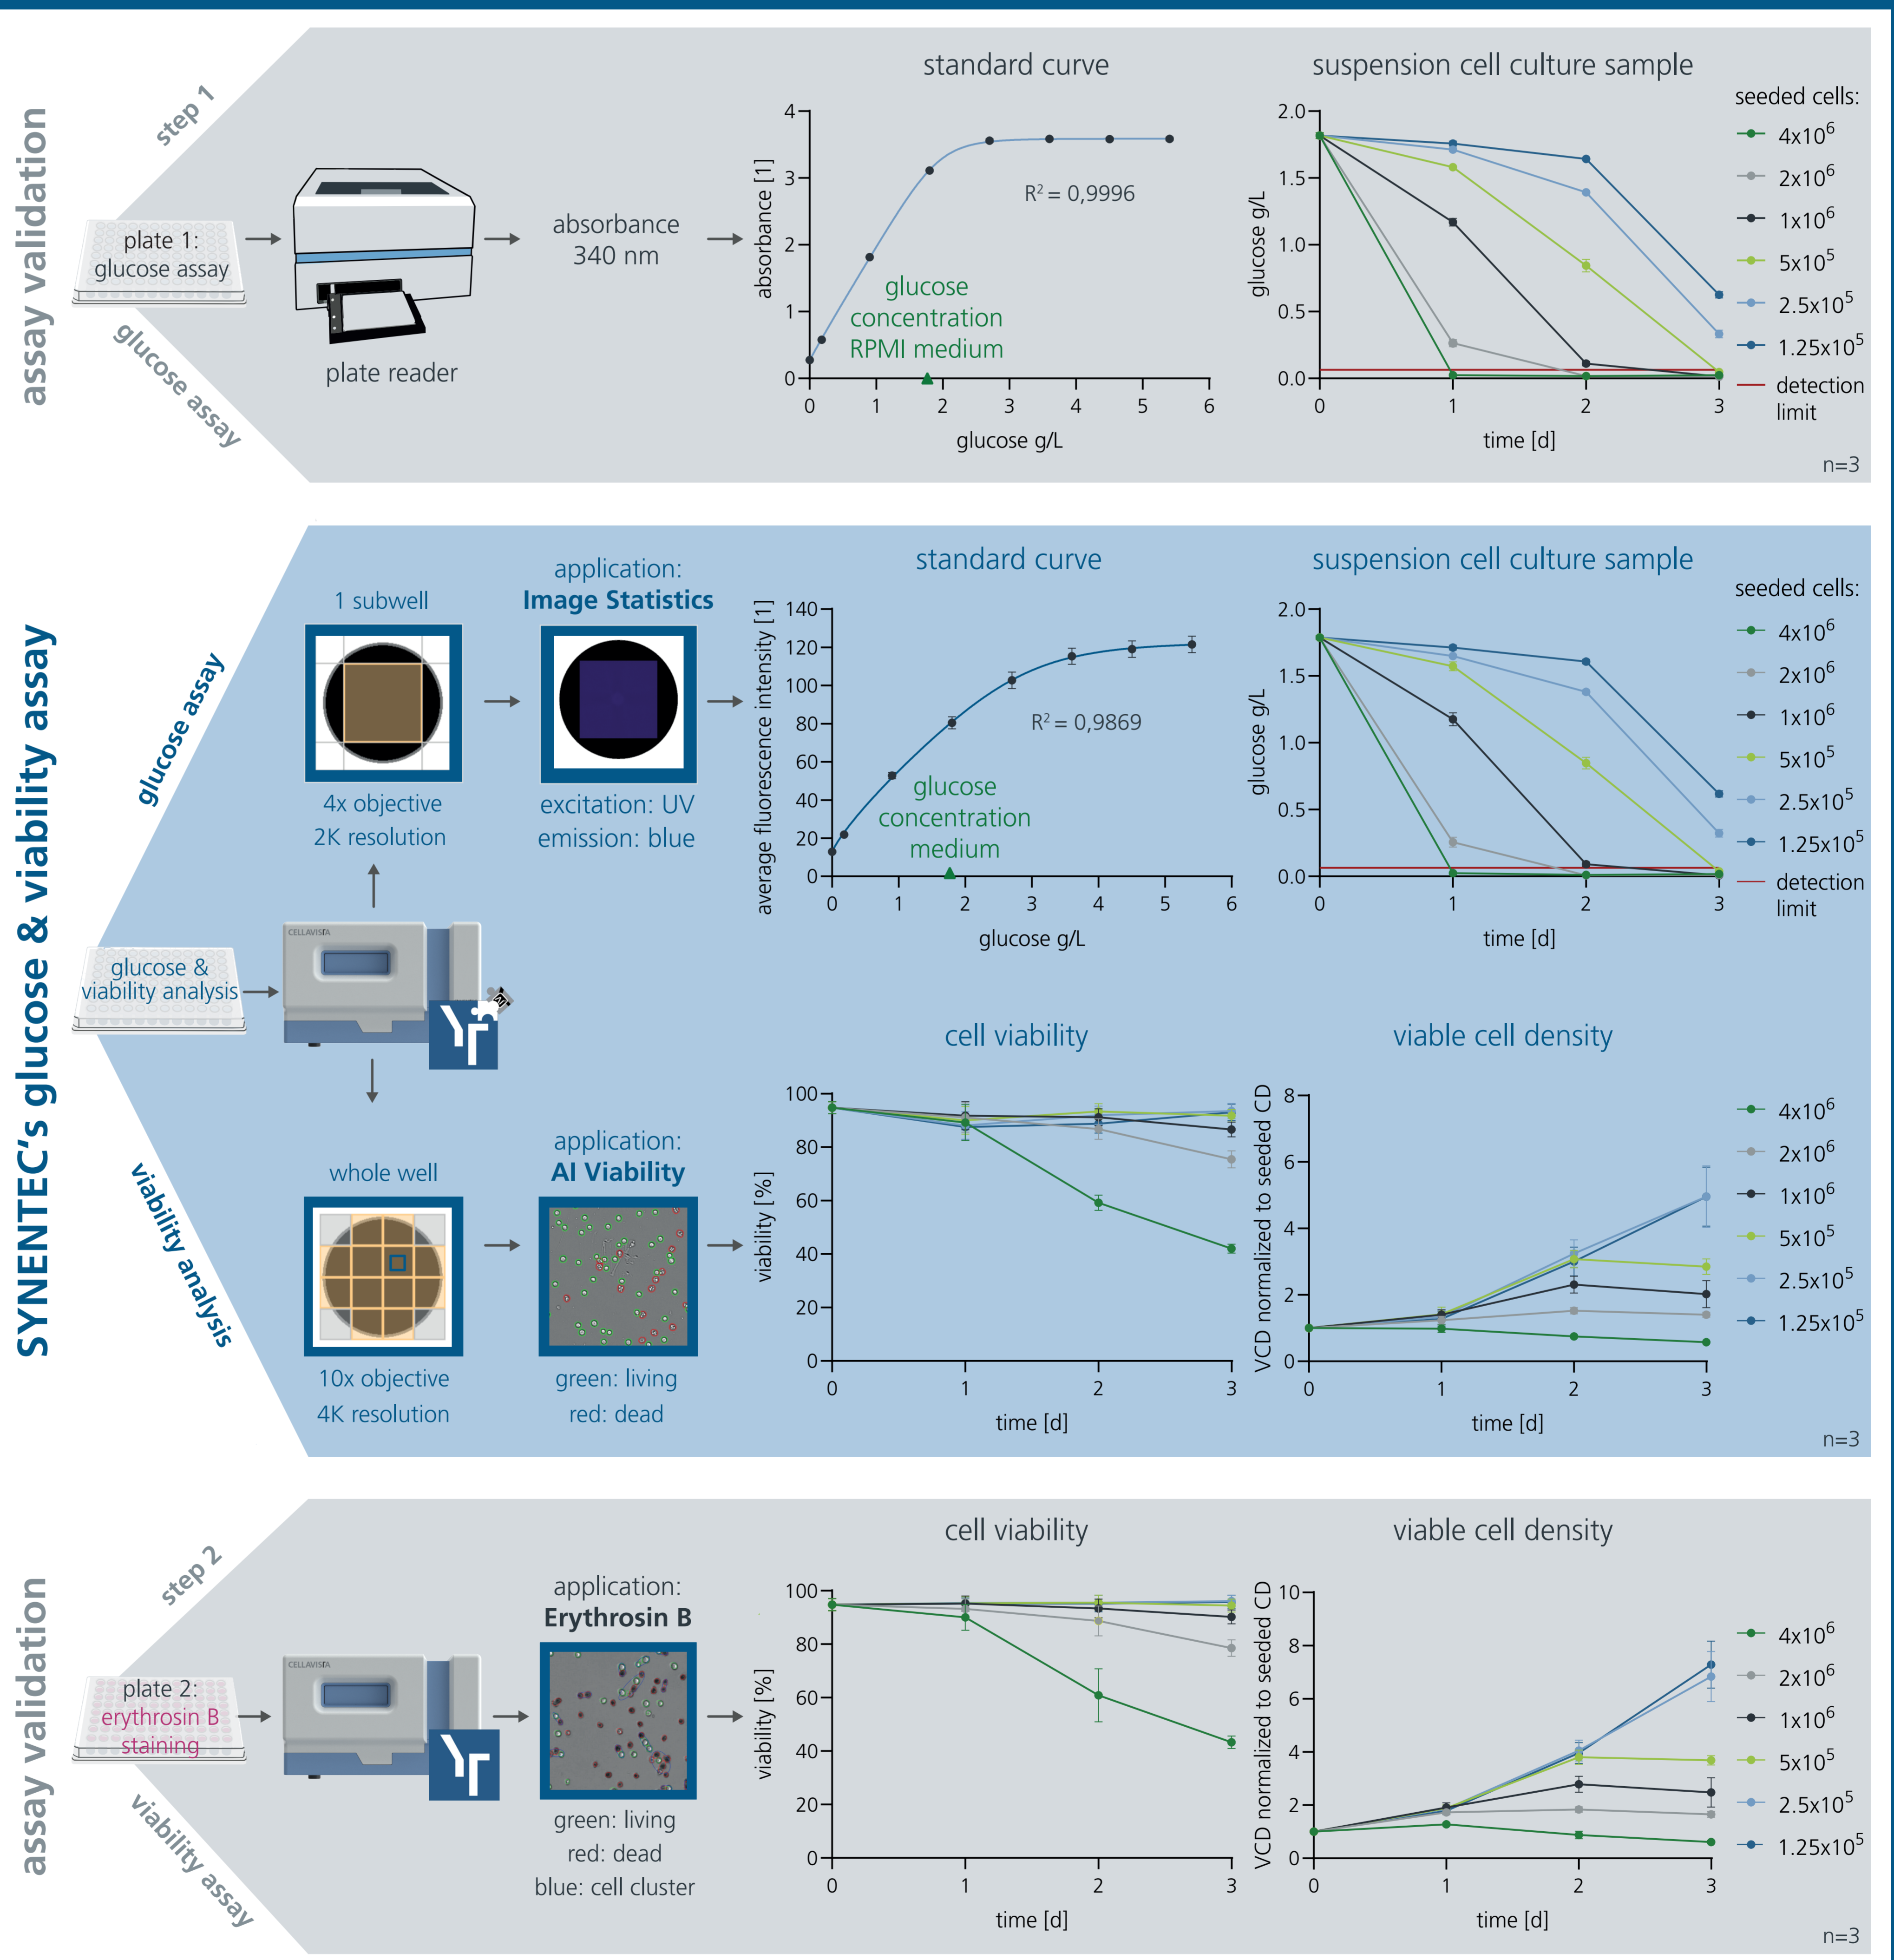 assay validation
step 1
glucose assay
plate 1:
glucose assay
plate reader
absorbance
340 nm
standard curve
absorbance [1]
4
3
2
1
0
R² = 0,9996
glucose
concentration
RPMI medium
0 1 2 3 4 5 6
glucose g/L
suspension cell culture sample
glucose g/L
2.0
1.5
1.0
0.5
0.0
0 1 2 3
time [d]
seeded cells:
4x10⁶
2x10⁶
1x10⁶
5x10⁵
2.5x10⁵
1.25x10⁵
detection
limit
n=3
SYNENTEC's glucose & viability assay
glucose assay
viability analysis
glucose &
viability analysis
CELLAVISTA
AI
1 subwell
4x objective
2K resolution
application:
Image Statistics
excitation: UV
emission: blue
standard curve
average fluorescence intensity [1]
140
120
100
80
60
40
20
0
R² = 0,9869
glucose
concentration
medium
0 1 2 3 4 5 6
glucose g/L
suspension cell culture sample
glucose g/L
2.0
1.5
1.0
0.5
0.0
0 1 2 3
time [d]
seeded cells:
4x10⁶
2x10⁶
1x10⁶
5x10⁵
2.5x10⁵
1.25x10⁵
detection
limit
whole well
10x objective
4K resolution
application:
AI Viability
green: living
red: dead
cell viability
viability [%]
100
80
60
40
20
0
0 1 2 3
time [d]
viable cell density
VCD normalized to seeded CD
8
6
4
2
0
0 1 2 3
time [d]
4x10⁶
2x10⁶
1x10⁶
5x10⁵
2.5x10⁵
1.25x10⁵
n=3
assay validation
step 2
viability assay
plate 2:
erythrosin B
staining
CELLAVISTA
application:
Erythrosin B
green: living
red: dead
blue: cell cluster
cell viability
viability [%]
100
80
60
40
20
0
0 1 2 3
time [d]
viable cell density
VCD normalized to seeded CD
10
8
6
4
2
0
0 1 2 3
time [d]
4x10⁶
2x10⁶
1x10⁶
5x10⁵
2.5x10⁵
1.25x10⁵
n=3